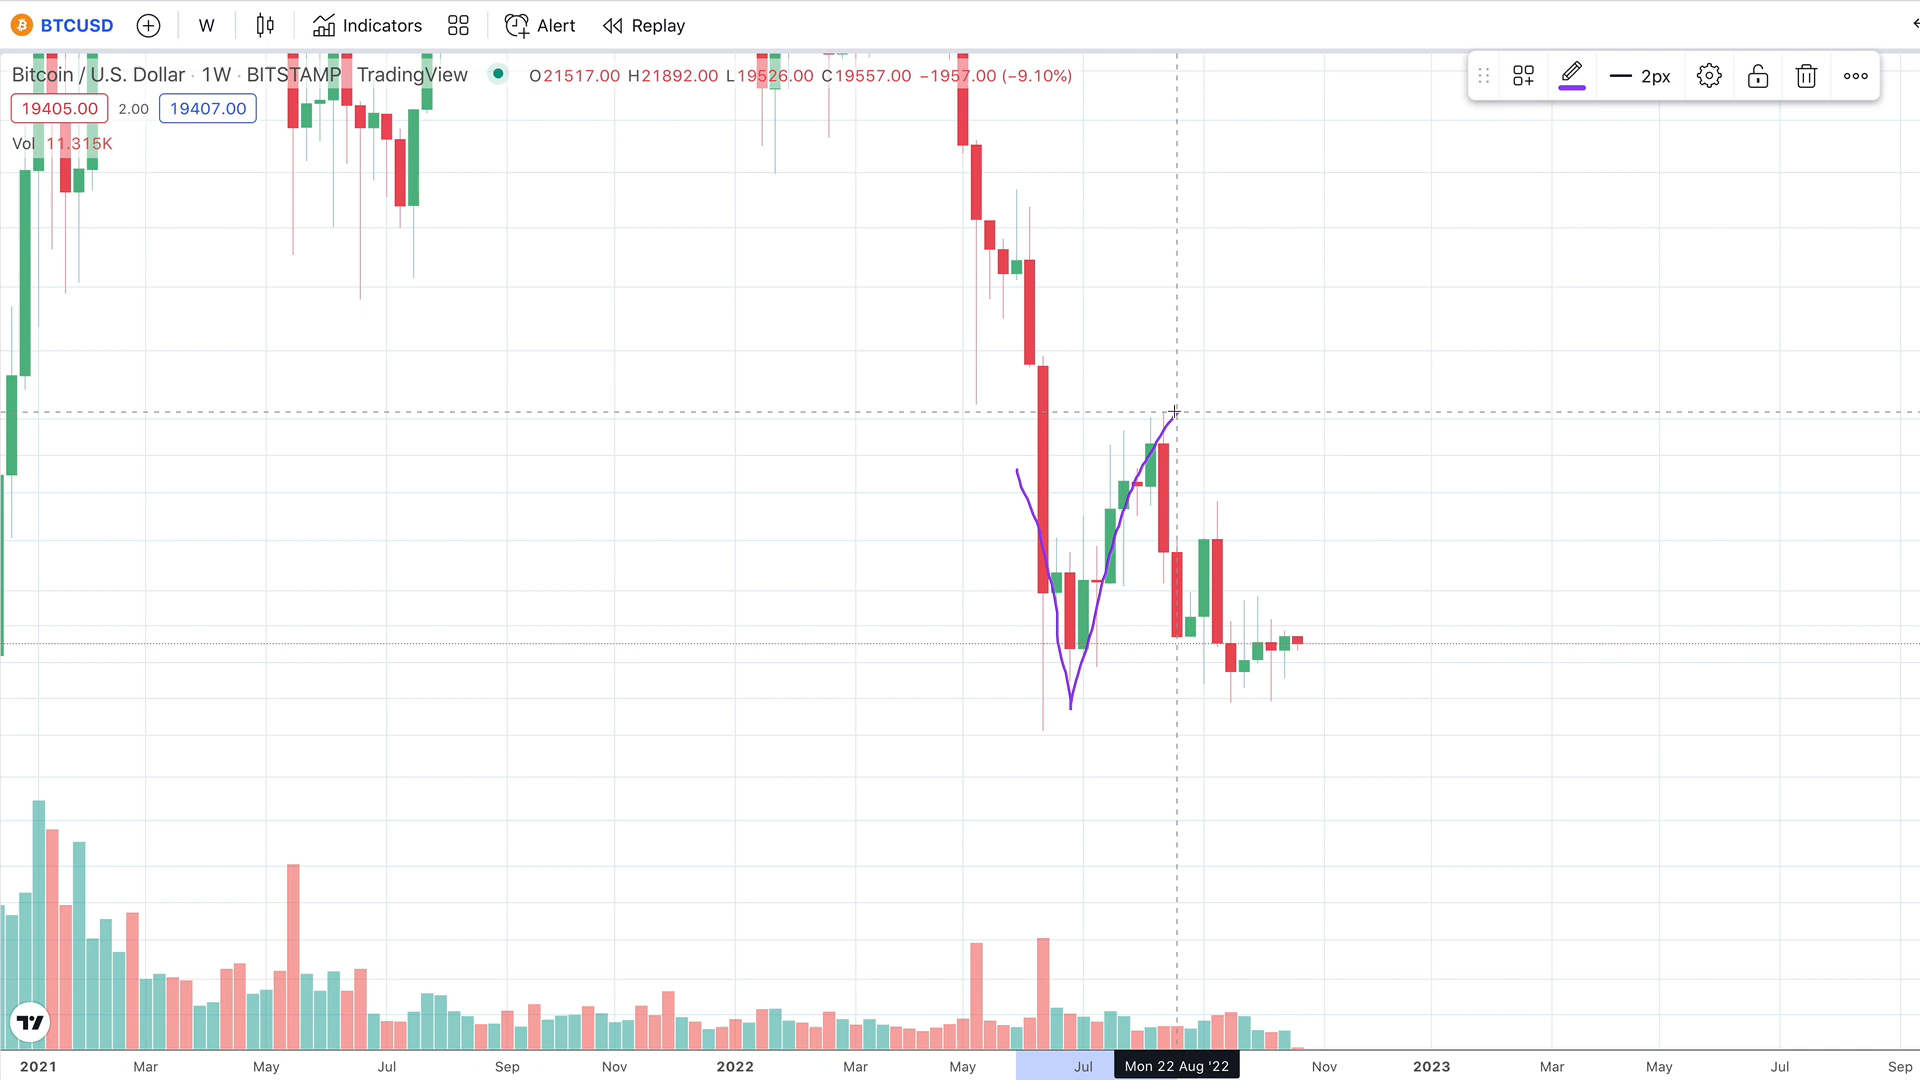 BTCUSD W Indicators Alert Replay
Bitcoin / U.S. Dollar · 1W · BITSTAMP TradingView O21517.00 H21892.00 L19526.00 C19557.00 −1957.00 (−9.10%)
2px
19405.00 2.00 19407.00
Vol 11.315K
2021 Mar May Jul Sep Nov 2022 Mar May Jul Mon 22 Aug '22 Nov 2023 Mar May Jul Sep